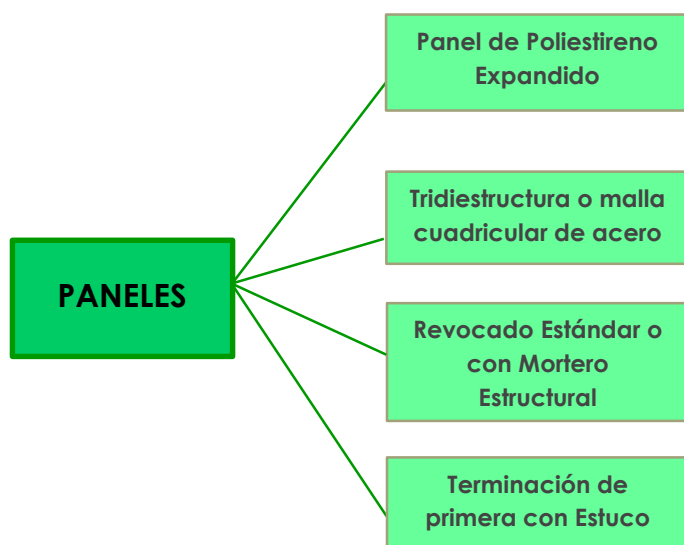 Panel de Poliestireno
Expandido
Tridiestructura o malla
cuadricular de acero
PANELES
Revocado Estándar o
con Mortero
Estructural
Terminación de
primera con Estuco